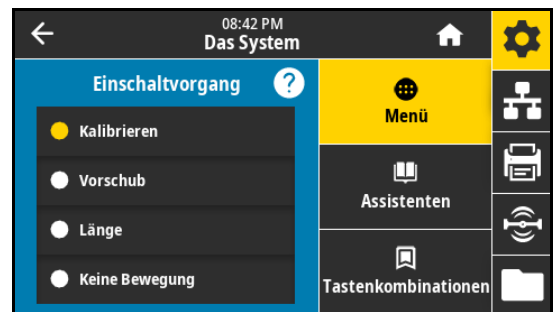 08:42 PM
Das System
Einschaltvorgang ?
Kalibrieren
Vorschub
Länge
Keine Bewegung
Menü
Assistenten
Tastenkombinationen